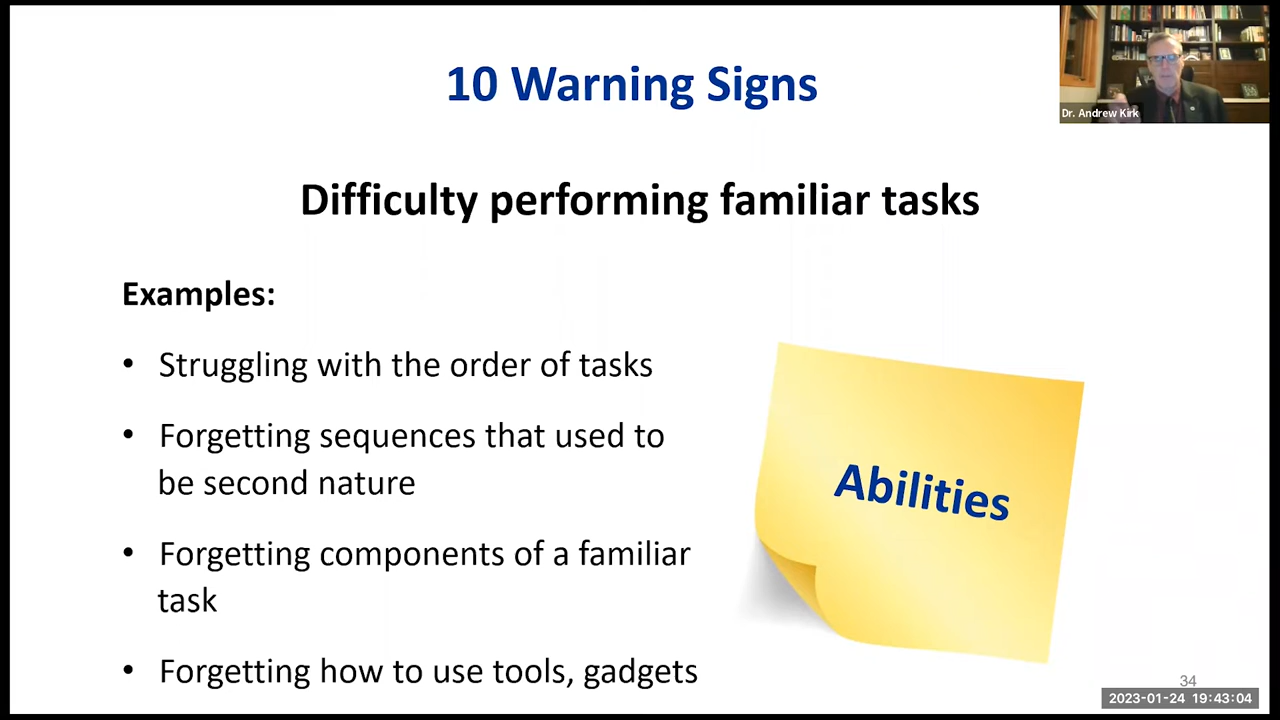 10 Warning Signs
Dr. Andrew Kirk
Difficulty performing familiar tasks
Examples:
• Struggling with the order of tasks
• Forgetting sequences that used to
be second nature
• Forgetting components of a familiar
task
• Forgetting how to use tools, gadgets
Abilities
34
2023-01-24 19:43:04